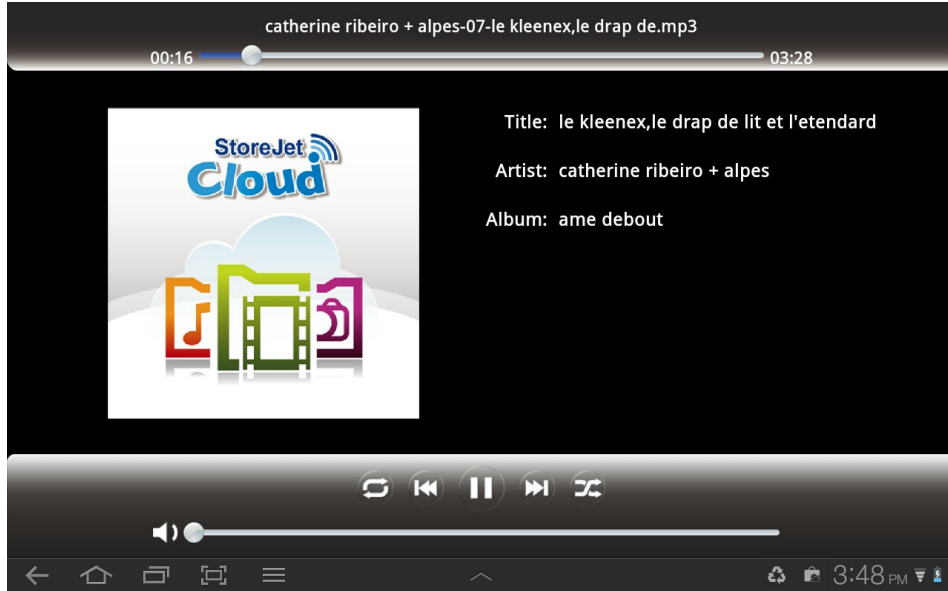 catherine ribeiro + alpes-07-le kleenex,le drap de.mp3
00:16 03:28
StoreJet
Cloud
Title: le kleenex,le drap de lit et l'etendard
Artist: catherine ribeiro + alpes
Album: ame debout
3:48 PM